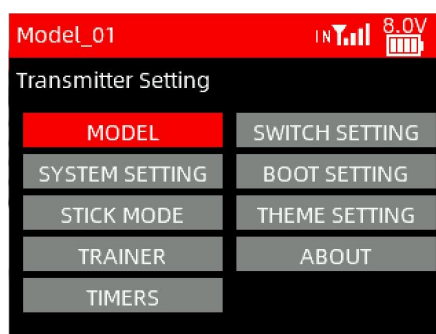 Model_01 IN 8.0V
Transmitter Setting
MODEL SWITCH SETTING
SYSTEM SETTING BOOT SETTING
STICK MODE THEME SETTING
TRAINER ABOUT
TIMERS